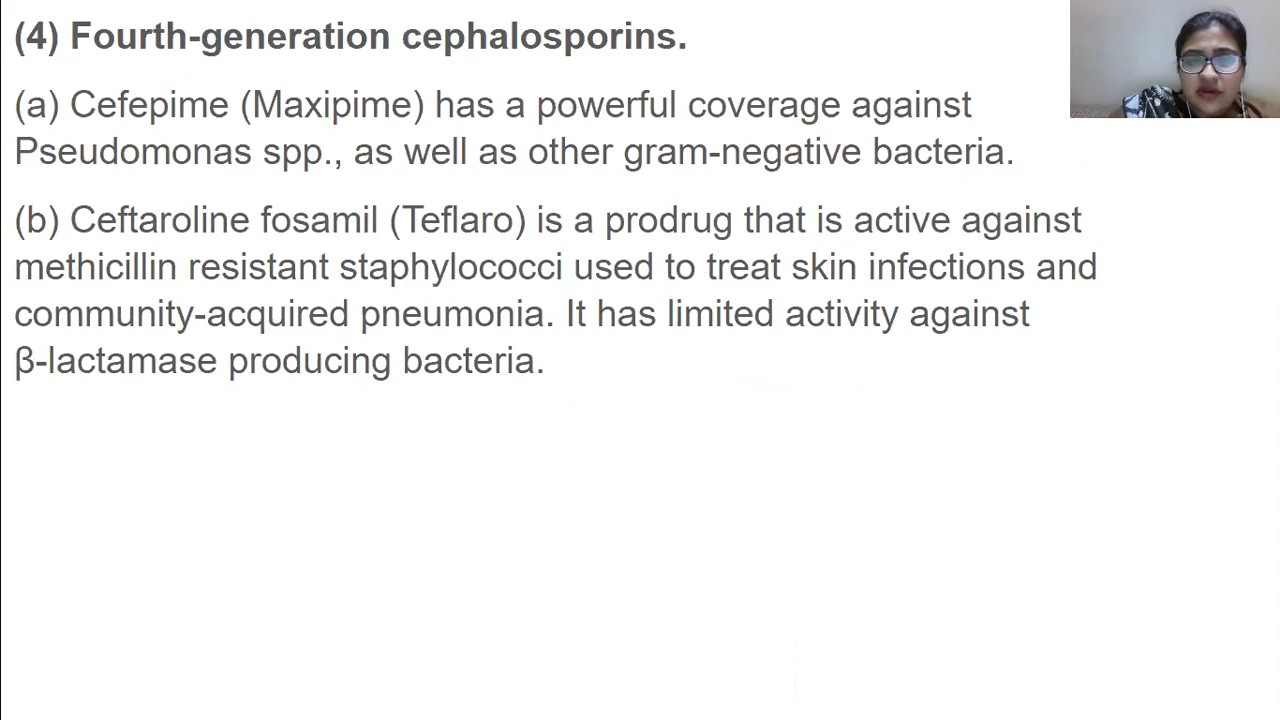 (4) Fourth-generation cephalosporins.
(a) Cefepime (Maxipime) has a powerful coverage against
Pseudomonas spp., as well as other gram-negative bacteria.
(b) Ceftaroline fosamil (Teflaro) is a prodrug that is active against
methicillin resistant staphylococci used to treat skin infections and
community-acquired pneumonia. It has limited activity against
β-lactamase producing bacteria.